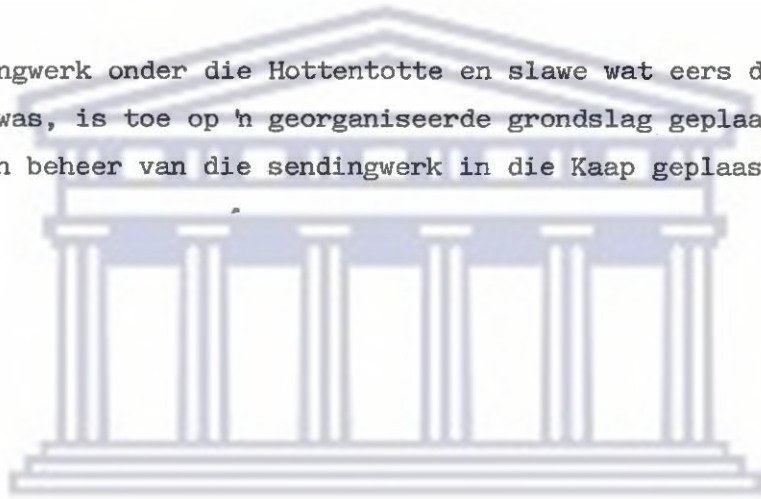 ngwerk onder die Hottentotte en slawe wat eers d
was, is toe op 'n georganiseerde grondslag geplaa
n beheer van die sendingwerk in die Kaap geplaas